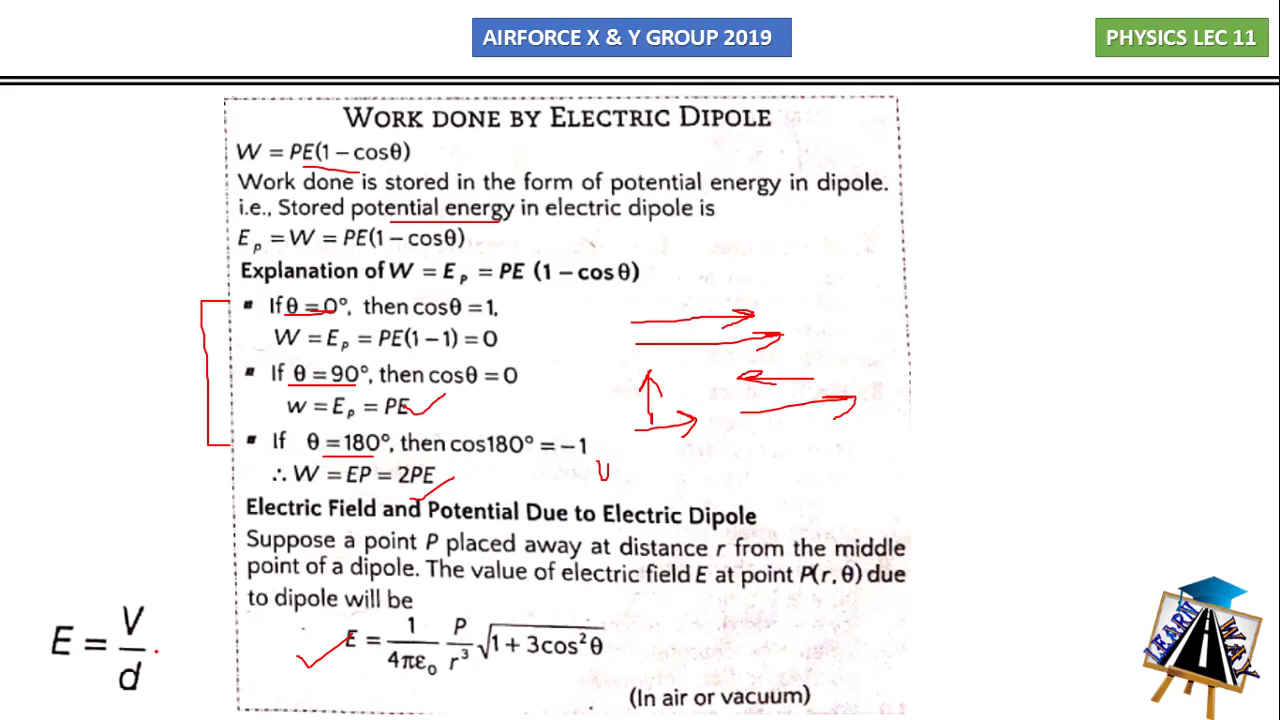 AIRFORCE X & Y GROUP 2019
PHYSICS LEC 11
WORK DONE BY ELECTRIC DIPOLE
W = PE(1 – cosθ)
Work done is stored in the form of potential energy in dipole.
i.e., Stored potential energy in electric dipole is
E_p = W = PE(1 – cosθ)
Explanation of W = E_p = PE (1 – cosθ)
▪ If θ = 0°, then cosθ = 1,
W = E_p = PE(1 – 1) = 0
▪ If θ = 90°, then cosθ = 0
w = E_p = PE
▪ If θ = 180°, then cos180° = –1
∴ W = EP = 2PE
Electric Field and Potential Due to Electric Dipole
Suppose a point P placed away at distance r from the middle
point of a dipole. The value of electric field E at point P(r, θ) due
to dipole will be
E = 1/4πε₀ P/r³ √1 + 3cos²θ
(In air or vacuum)
E = V/d
LEARN WAY